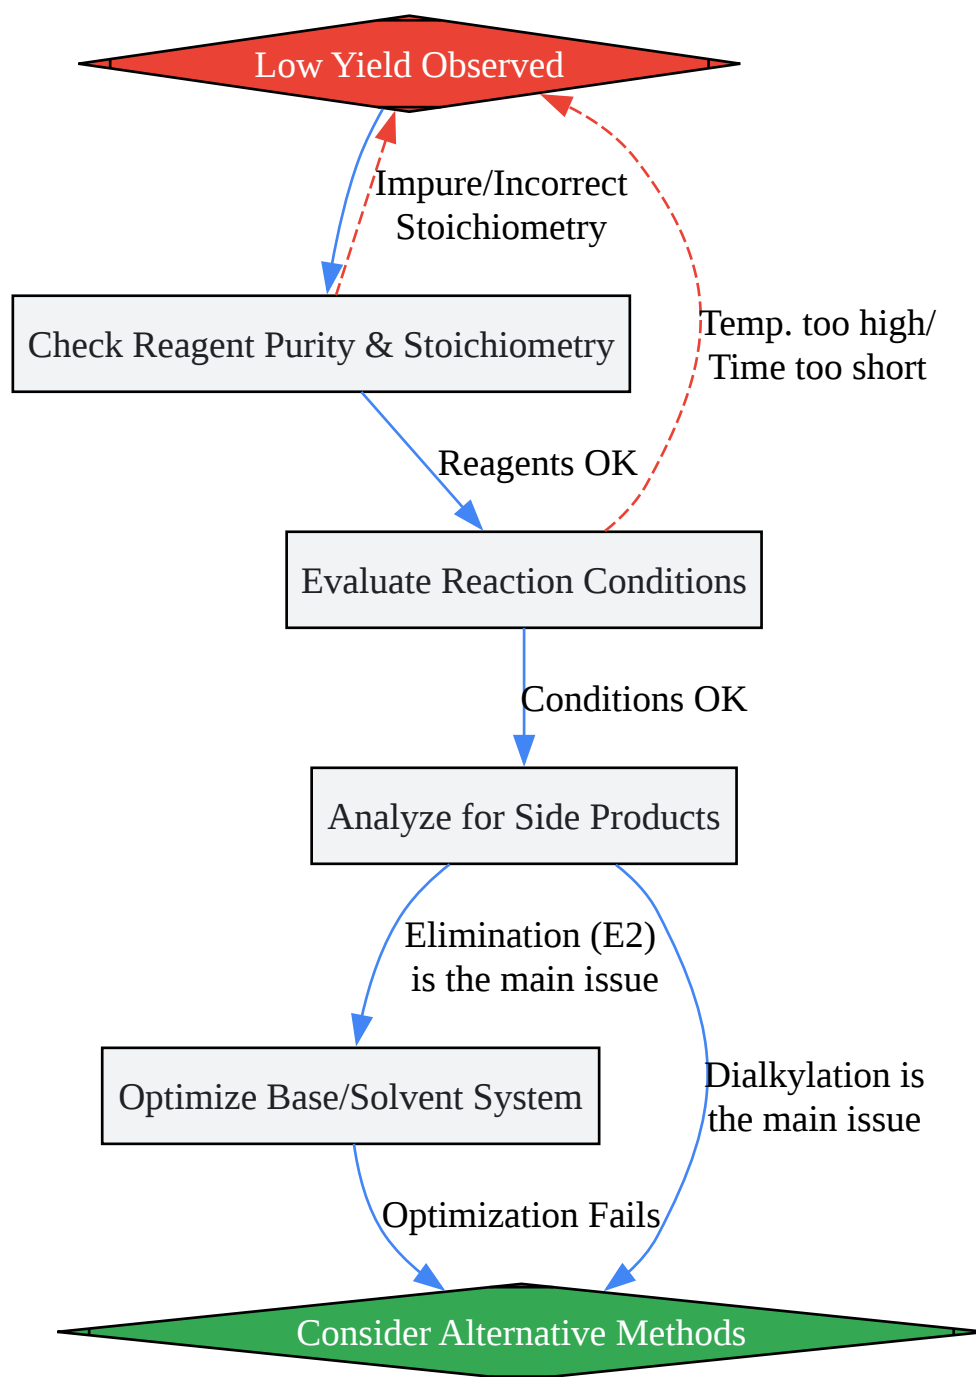 Low Yield Observed
Impure/Incorrect
Stoichiometry
Temp. too high/
Time too short
Check Reagent Purity & Stoichiometry
Reagents OK
Evaluate Reaction Conditions
Conditions OK
Analyze for Side Products
Elimination (E2)
is the main issue
Dialkylation is
the main issue
Optimize Base/Solvent System
Optimization Fails
Consider Alternative Methods